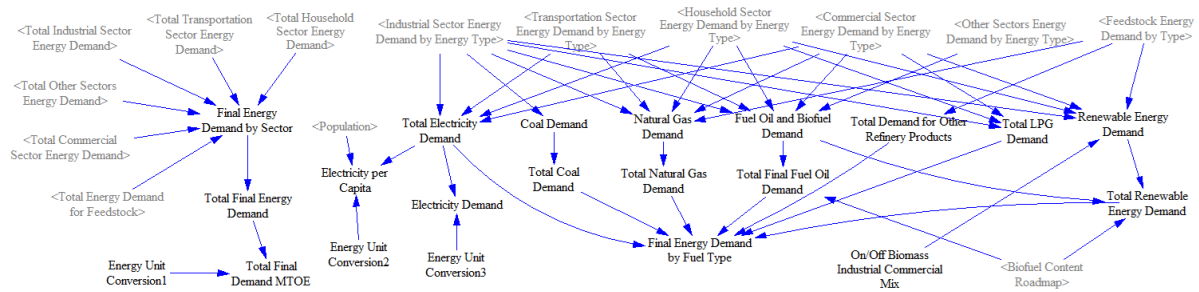 <Total Industrial Sector
Energy Demand>
<Total Transportation
Sector Energy
Demand>
<Total Household
Sector Energy
Demand>
<Industrial Sector Energy
Demand by Energy Type>
<Transportation Sector
Energy Demand by Energy
Type>
<Household Sector
Energy Demand by
Energy Type>
<Commercial Sector
Energy Demand by
Energy Type>
<Other Sectors Energy
Demand by Energy Type>
<Feedstock Energy
Demand by Type>
<Total Other Sectors
Energy Demand>
Final Energy
Demand by Sector
<Population>
Total Electricity
Demand
Coal Demand
Natural Gas
Demand
Fuel Oil and Biofuel
Demand
Total Demand for Other
Refinery Products
Total LPG
Demand
Renewable Energy
Demand
<Total Commercial
Sector Energy Demand>
Electricity per
Capita
Total Coal
Demand
Total Natural Gas
Demand
Total Final Fuel Oil
Demand
<Total Energy Demand
for Feedstock>
Total Final Energy
Demand
Electricity Demand
Total Renewable
Energy Demand
Energy Unit
Conversion1
Total Final
Demand MTOE
Energy Unit
Conversion2
Energy Unit
Conversion3
Final Energy Demand
by Fuel Type
On/Off Biomass
Industrial Commercial
Mix
<Biofuel Content
Roadmap>